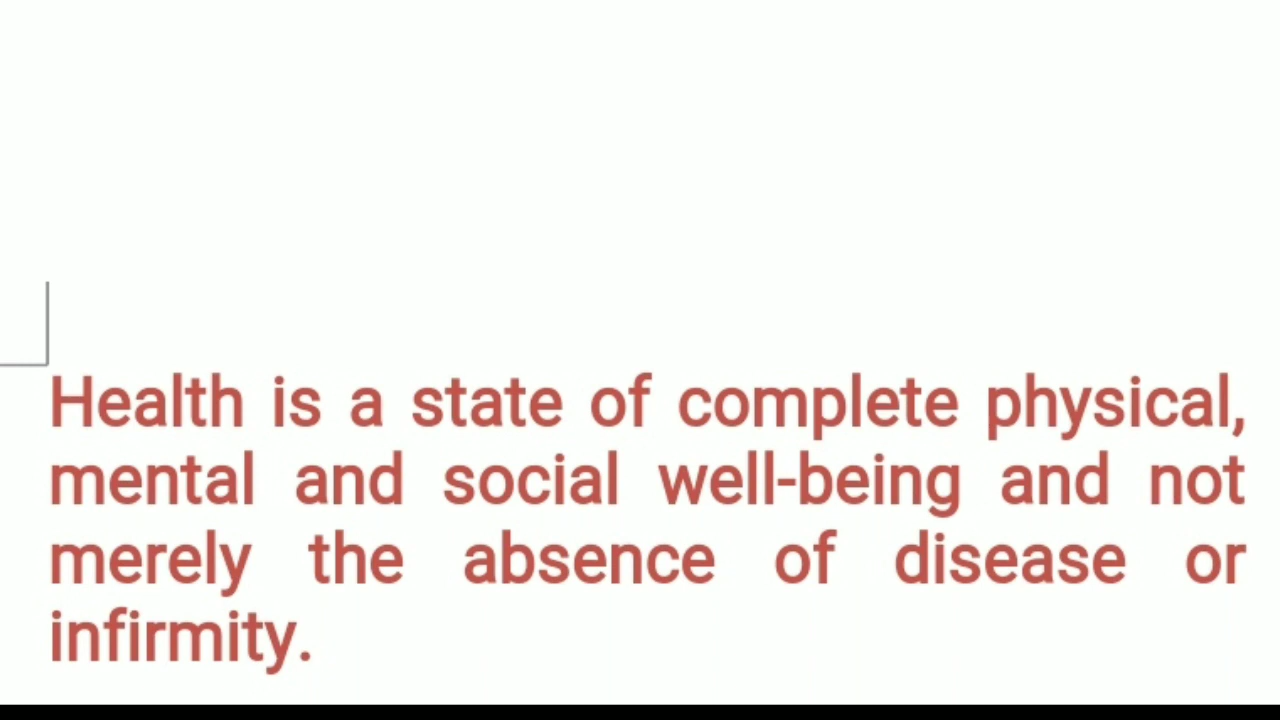 Health is a state of complete physical,
mental and social well-being and not
merely the absence of disease or
infirmity.